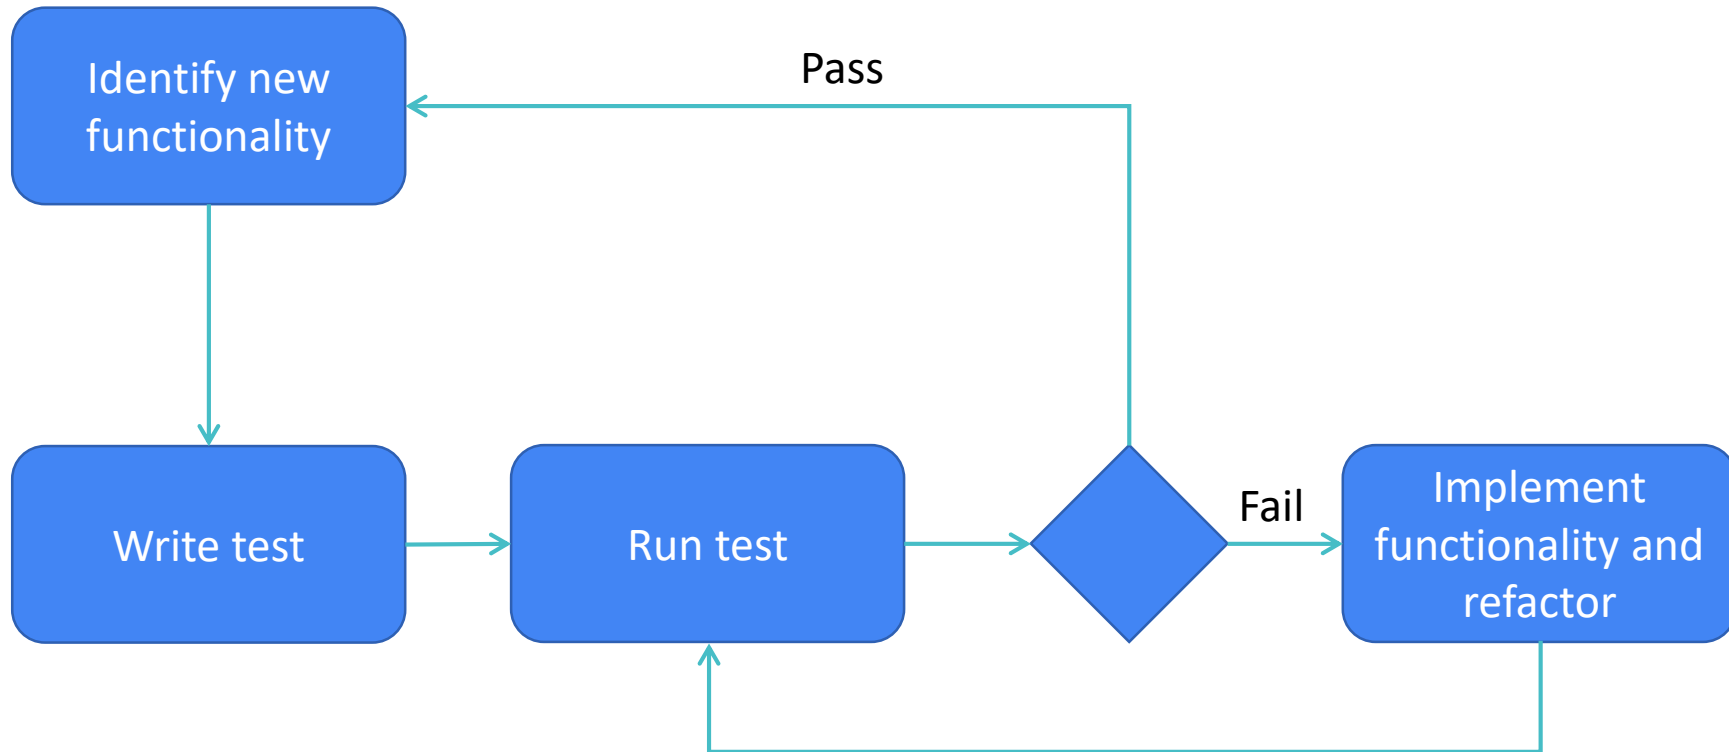 Identify new
functionality
Pass
Write test
Run test
Fail
Implement
functionality and
refactor